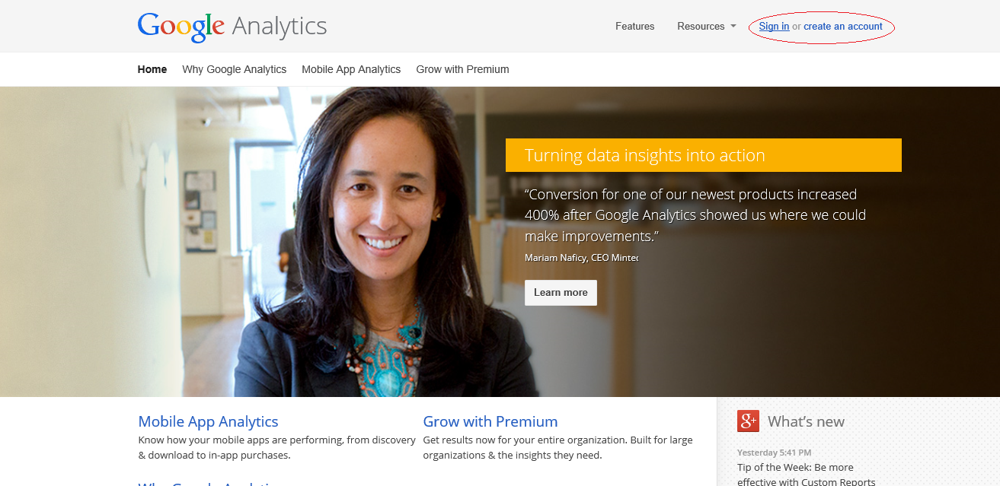 Google Analytics
Features Resources Sign in or create an account
Home Why Google Analytics Mobile App Analytics Grow with Premium
Turning data insights into action
“Conversion for one of our newest products increased
400% after Google Analytics showed us where we could
make improvements.”
Mariam Naficy, CEO Minted
Learn more
Mobile App Analytics
Know how your mobile apps are performing, from discovery
& download to in-app purchases.
Grow with Premium
Get results now for your entire organization. Built for large
organizations & the insights they need.
Why Google Analytics
g+ What’s new
Yesterday 5:41 PM
Tip of the Week: Be more
effective with Custom Reports